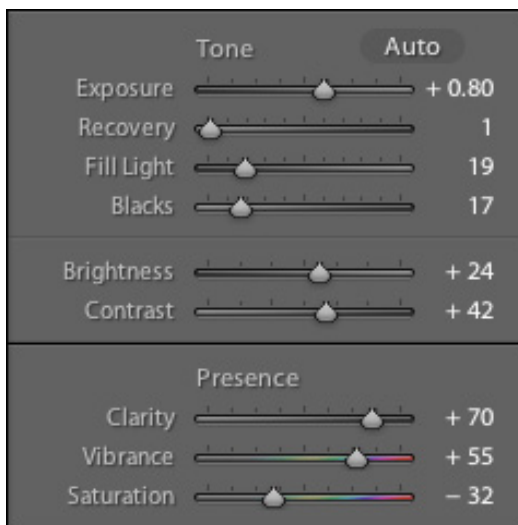 Tone Auto
Exposure + 0.80
Recovery 1
Fill Light 19
Blacks 17
Brightness + 24
Contrast + 42
Presence
Clarity + 70
Vibrance + 55
Saturation − 32